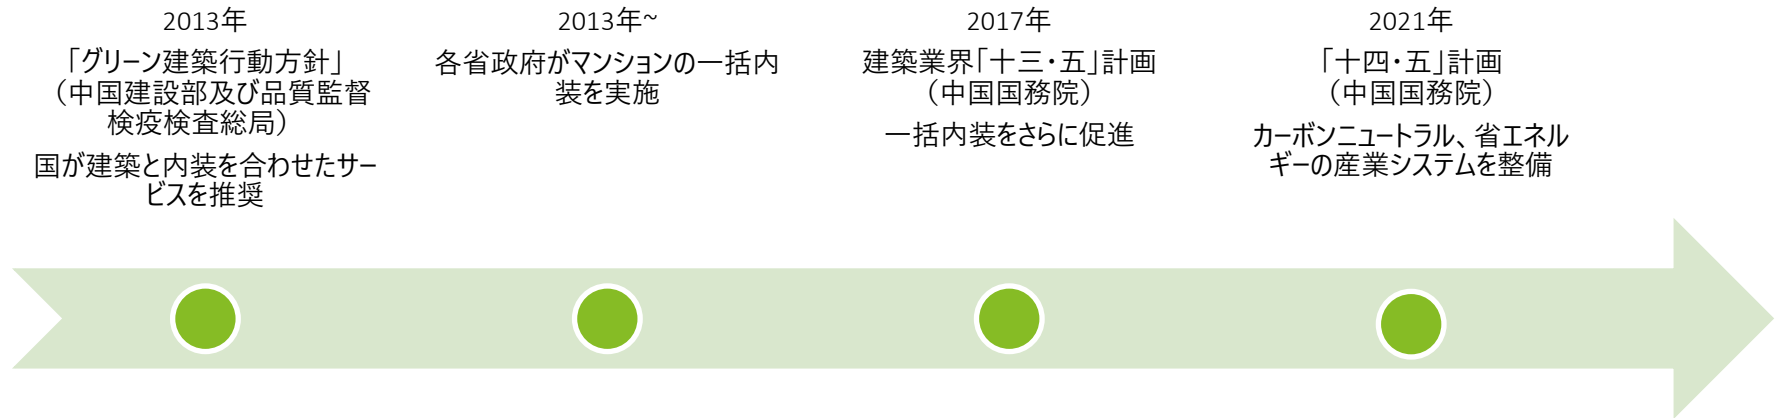 2013年
「グリーン建築行動方針」
（中国建設部及び品質監督
検疫検査総局）
国が建築と内装を合わせたサー
ビスを推奨
2013年~
各省政府がマンションの一括内
装を実施
2017年
建築業界「十三・五」計画
（中国国務院）
一括内装をさらに促進
2021年
「十四・五」計画
（中国国務院）
カーボンニュートラル、省エネル
ギーの産業システムを整備